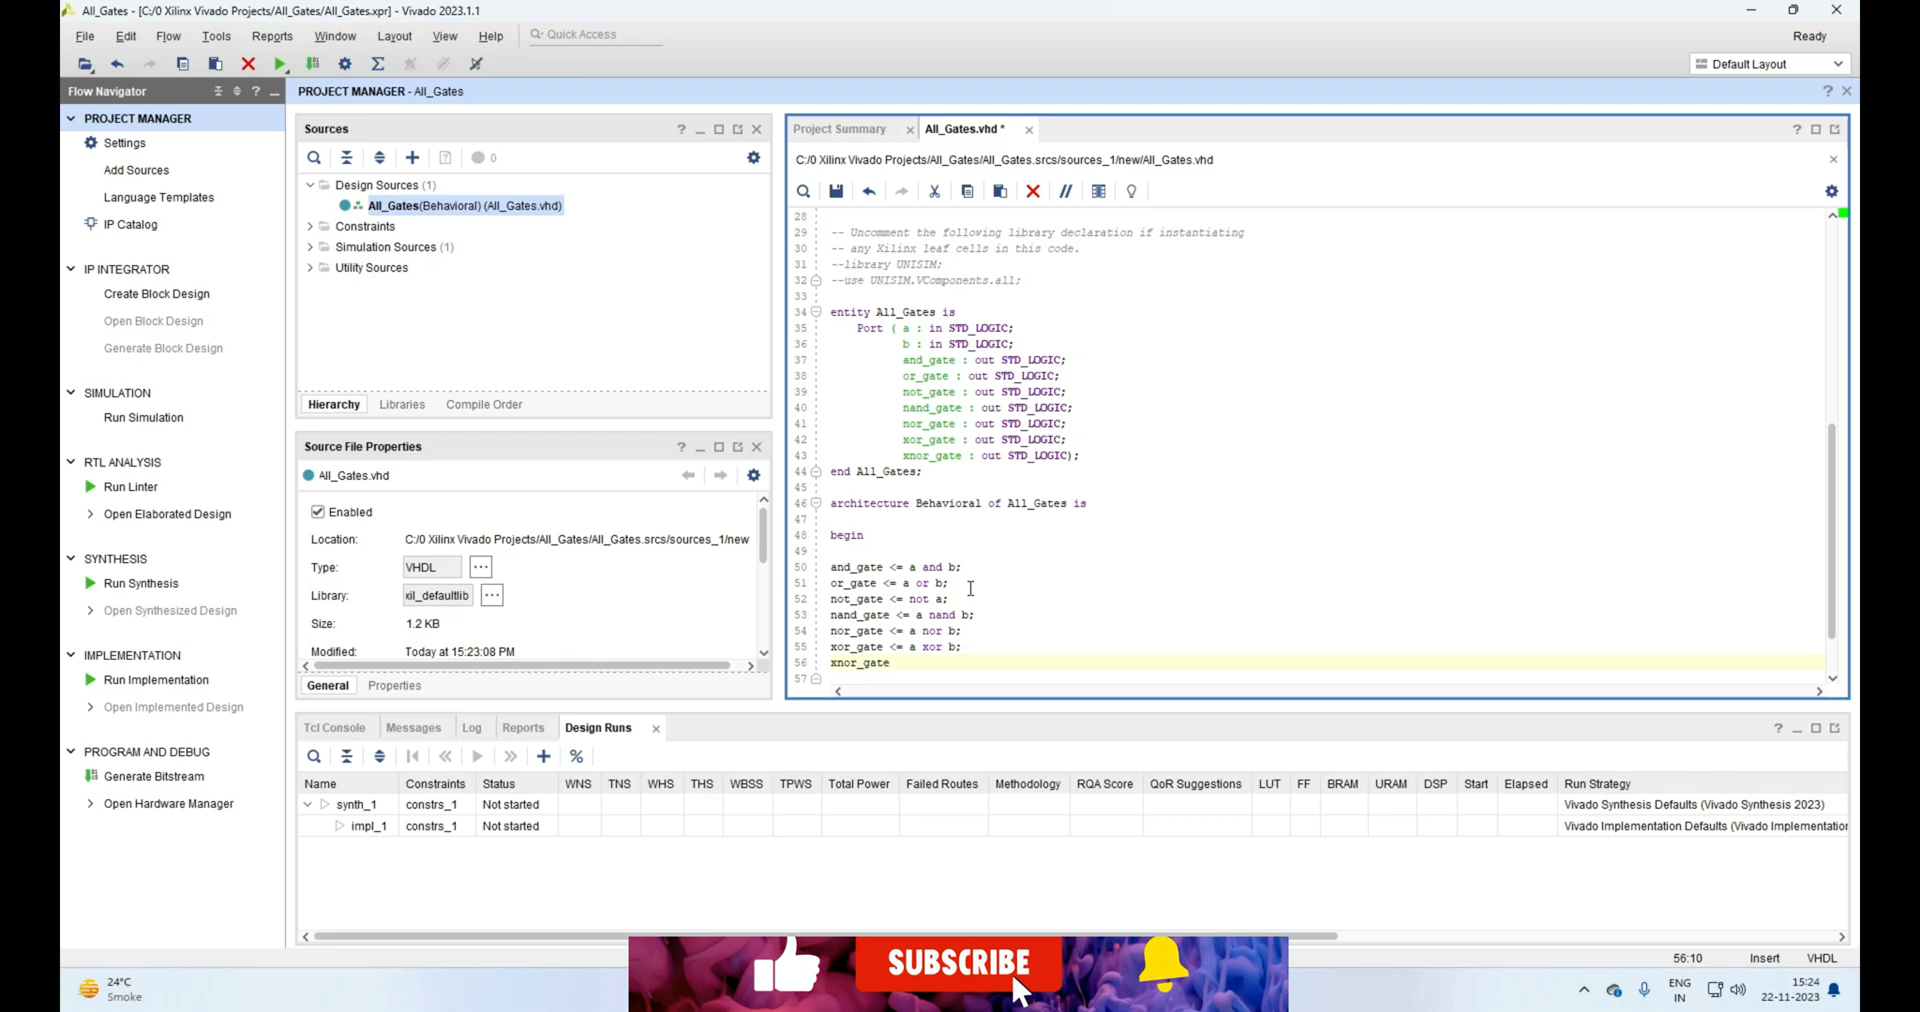 All_Gates - [C:/0 Xilinx Vivado Projects/All_Gates/All_Gates.xpr] - Vivado 2023.1.1
File Edit Flow Tools Reports Window Layout View Help Quick Access Ready
Default Layout
Flow Navigator
PROJECT MANAGER
Settings
Add Sources
Language Templates
IP Catalog
IP INTEGRATOR
Create Block Design
Open Block Design
Generate Block Design
SIMULATION
Run Simulation
RTL ANALYSIS
Run Linter
Open Elaborated Design
SYNTHESIS
Run Synthesis
Open Synthesized Design
IMPLEMENTATION
Run Implementation
Open Implemented Design
PROGRAM AND DEBUG
Generate Bitstream
Open Hardware Manager
PROJECT MANAGER - All_Gates
Sources
0
Design Sources (1)
All_Gates(Behavioral) (All_Gates.vhd)
Constraints
Simulation Sources (1)
Utility Sources
Hierarchy Libraries Compile Order
Source File Properties
All_Gates.vhd
Enabled
Location: C:/0 Xilinx Vivado Projects/All_Gates/All_Gates.srcs/sources_1/new
Type: VHDL
Library: xil_defaultlib
Size: 1.2 KB
Modified: Today at 15:23:08 PM
General Properties
Project Summary All_Gates.vhd *
C:/0 Xilinx Vivado Projects/All_Gates/All_Gates.srcs/sources_1/new/All_Gates.vhd
28
29 -- Uncomment the following library declaration if instantiating
30 -- any Xilinx leaf cells in this code.
31 --library UNISIM;
32 --use UNISIM.VComponents.all;
33
34 entity All_Gates is
35 Port ( a : in STD_LOGIC;
36 b : in STD_LOGIC;
37 and_gate : out STD_LOGIC;
38 or_gate : out STD_LOGIC;
39 not_gate : out STD_LOGIC;
40 nand_gate : out STD_LOGIC;
41 nor_gate : out STD_LOGIC;
42 xor_gate : out STD_LOGIC;
43 xnor_gate : out STD_LOGIC);
44 end All_Gates;
45
46 architecture Behavioral of All_Gates is
47
48 begin
49
50 and_gate <= a and b;
51 or_gate <= a or b;
52 not_gate <= not a;
53 nand_gate <= a nand b;
54 nor_gate <= a nor b;
55 xor_gate <= a xor b;
56 xnor_gate
57
Tcl Console Messages Log Reports Design Runs
Name Constraints Status WNS TNS WHS THS WBSS TPWS Total Power Failed Routes Methodology RQA Score QoR Suggestions LUT FF BRAM URAM DSP Start Elapsed Run Strategy
synth_1 constrs_1 Not started Vivado Synthesis Defaults (Vivado Synthesis 2023)
impl_1 constrs_1 Not started Vivado Implementation Defaults (Vivado Implementation
56:10 Insert VHDL
SUBSCRIBE
24°C
Smoke
ENG
IN
15:24
22-11-2023